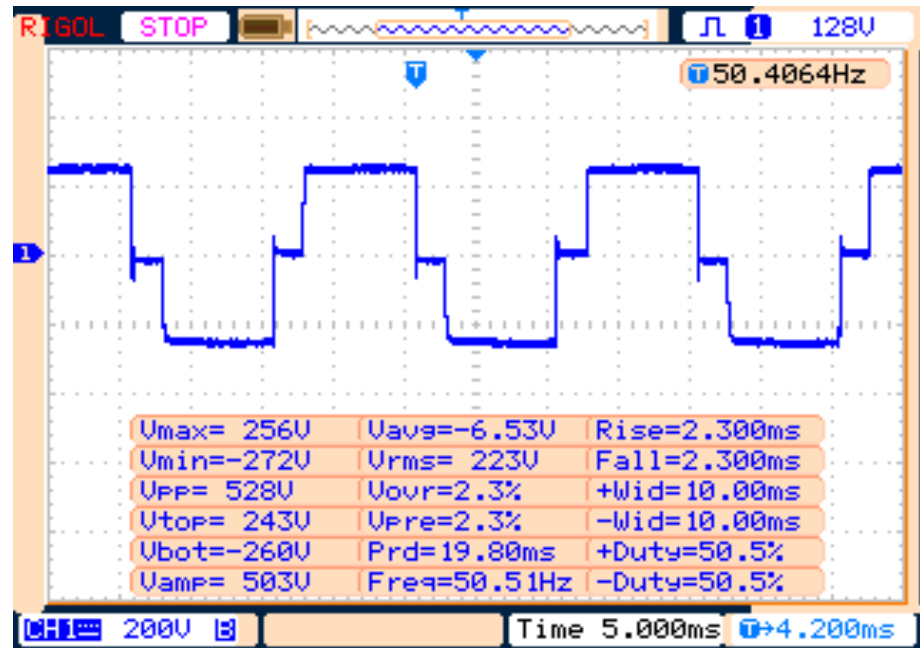 RIGOL STOP 1 128V
T
T 50.4064Hz
1
Vmax= 256V Vavg=-6.53V Rise=2.300ms
Vmin=-272V Vrms= 223V Fall=2.300ms
Vpp= 528V Vovr=2.3% +Wid=10.00ms
Vtop= 243V Vpre=2.3% -Wid=10.00ms
Vbot=-260V Prd=19.80ms +Duty=50.5%
Vamp= 503V Freq=50.51Hz -Duty=50.5%
CH1 200V B Time 5.000ms T→4.200ms